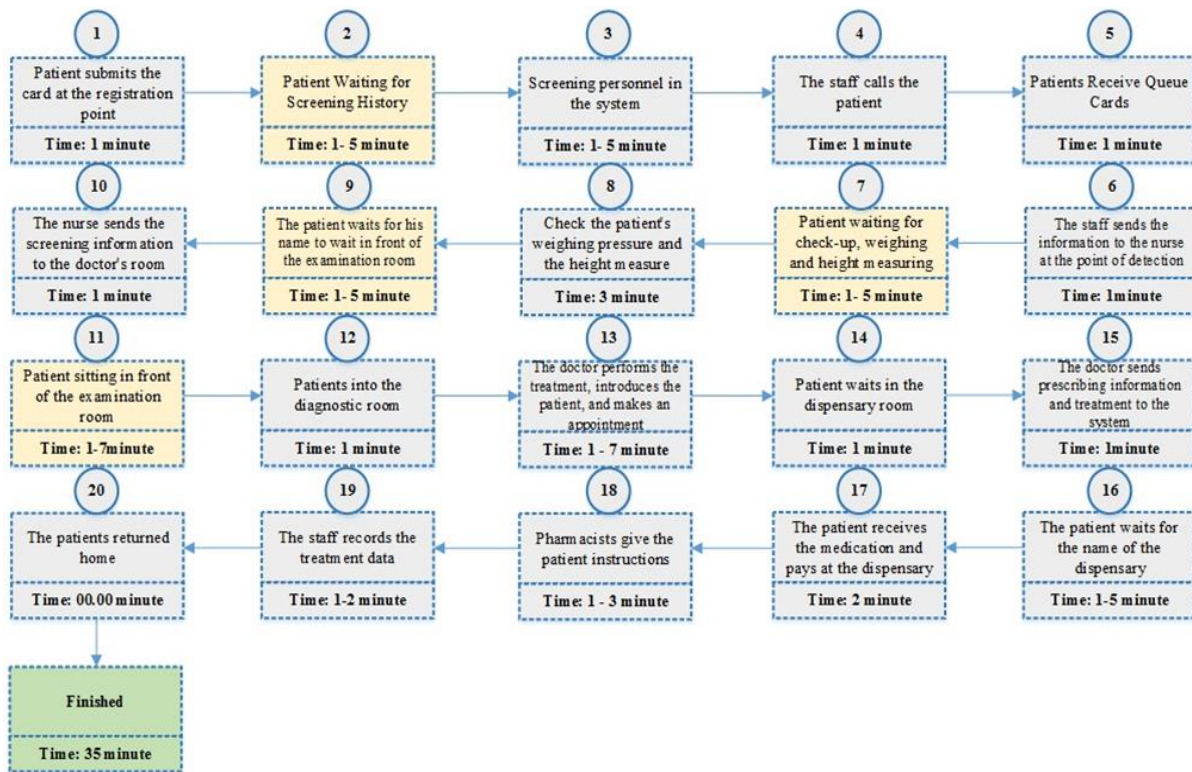 1
Patient submits the
card at the registration
point
Time: 1 minute
2
Patient Waiting for
Screening History
Time: 1- 5 minute
3
Screening personnel in
the system
Time: 1- 5 minute
4
The staff calls the
patient
Time: 1 minute
5
Patients Receive Queue
Cards
Time: 1 minute
10
The nurse sends the
screening information
to the doctor's room
Time: 1 minute
9
The patient waits for his
name to wait in front of
the examination room
Time: 1- 5 minute
8
Check the patient's
weighing pressure and
the height measure
Time: 3 minute
7
Patient waiting for
check-up, weighing
and height measuring
Time: 1- 5 minute
6
The staff sends the
information to the nurse
at the point of detection
Time: 1minute
11
Patient sitting in front
of the examination
room
Time: 1-7minute
12
Patients into the
diagnostic room
Time: 1 minute
13
The doctor performs the
treatment, introduces the
patient, and makes an
appointment
Time: 1 - 7 minute
14
Patient waits in the
dispensary room
Time: 1 minute
15
The doctor sends
prescribing information
and treatment to the
system
Time: 1minute
20
The patients returned
home
Time: 00.00 minute
19
The staff records the
treatment data
Time: 1-2 minute
18
Pharmacists give the
patient instructions
Time: 1 - 3 minute
17
The patient receives
the medication and
pays at the dispensary
Time: 2 minute
16
The patient waits for
the name of the
dispensary
Time: 1-5 minute
Finished
Time: 35 minute